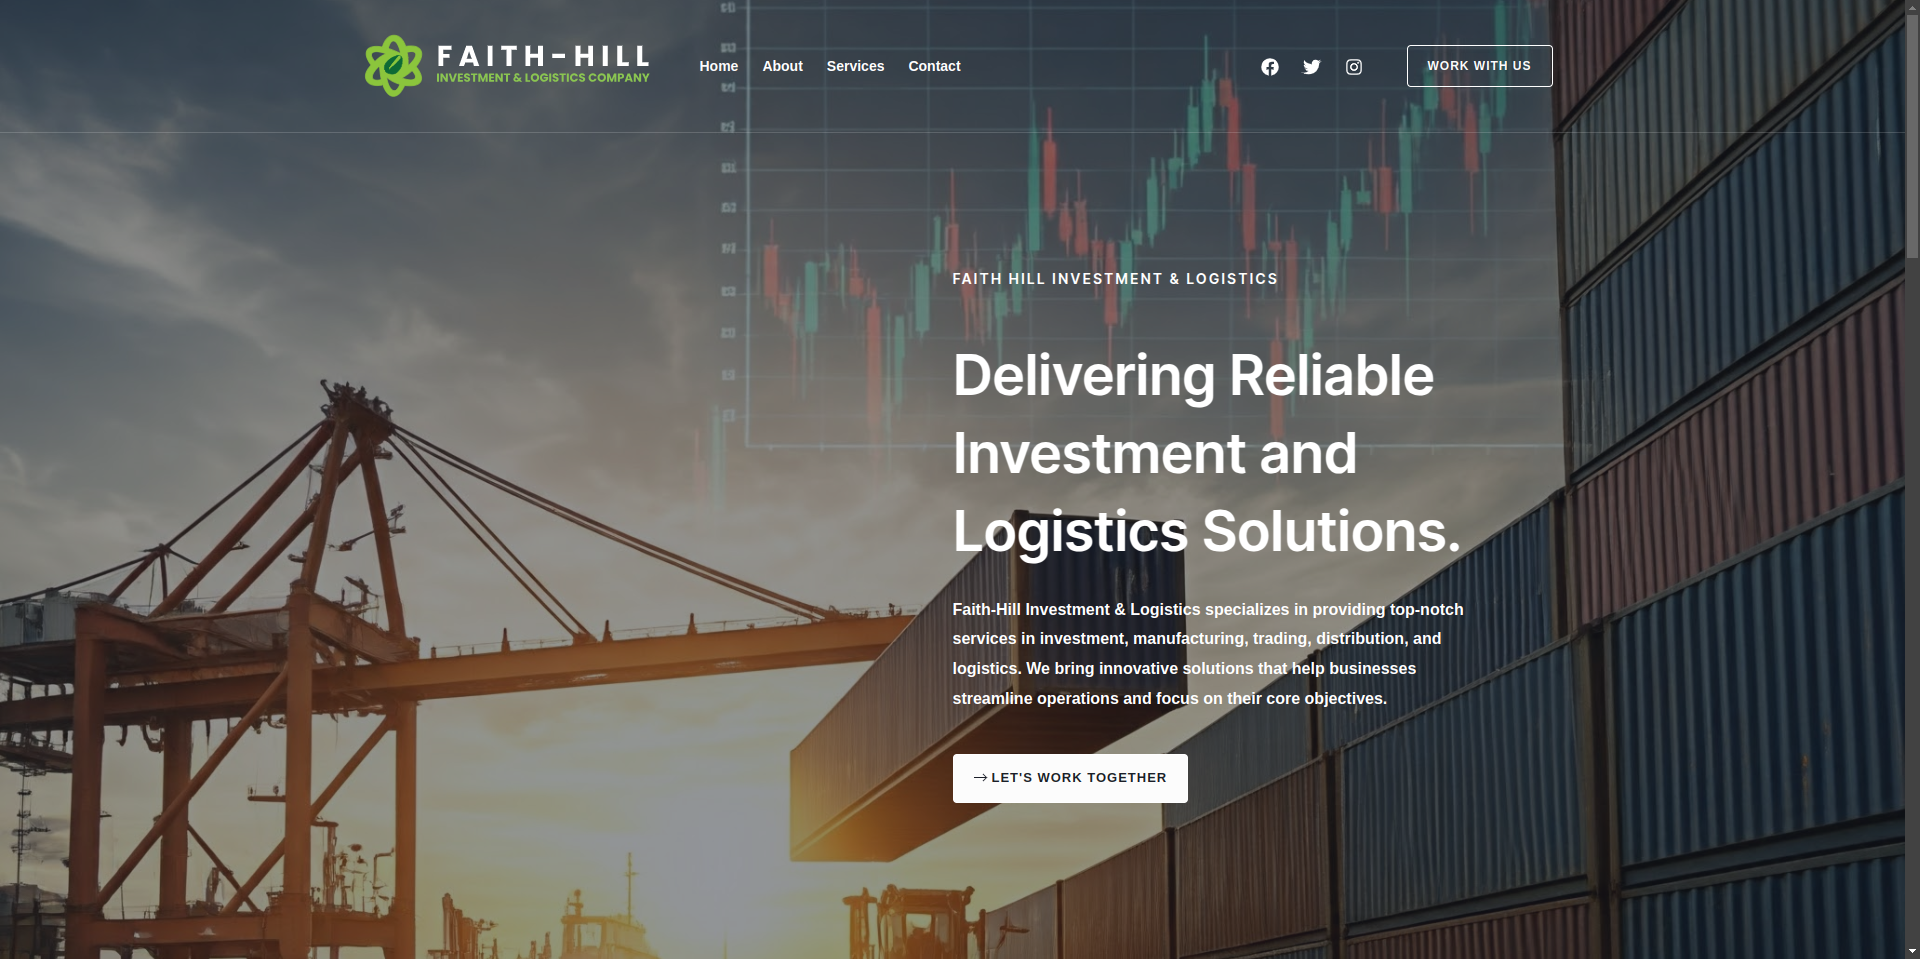 FAITH-HILL
INVESTMENT & LOGISTICS COMPANY
Home About Services Contact
WORK WITH US
FAITH HILL INVESTMENT & LOGISTICS
Delivering Reliable
Investment and
Logistics Solutions.
Faith-Hill Investment & Logistics specializes in providing top-notch
services in investment, manufacturing, trading, distribution, and
logistics. We bring innovative solutions that help businesses
streamline operations and focus on their core objectives.
LET'S WORK TOGETHER